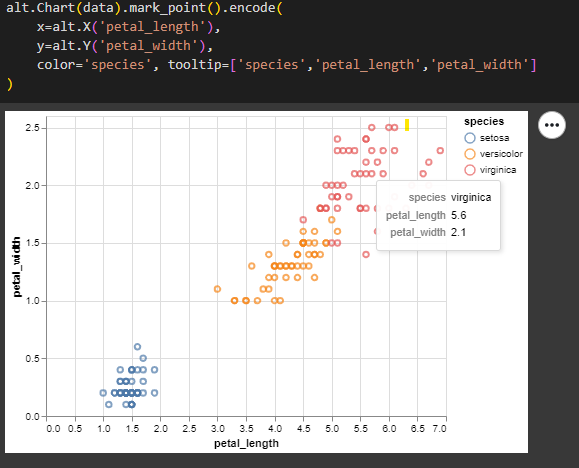 alt.Chart(data).mark_point().encode(
x=alt.X('petal_length'),
y=alt.Y('petal_width'),
color='species', tooltip=['species','petal_length','petal_width']
)
species
setosa
versicolor
virginica
2.5
2.0
1.5
1.0
0.5
0.0
petal_width
species virginica
petal_length 5.6
petal_width 2.1
0.0 0.5 1.0 1.5 2.0 2.5 3.0 3.5 4.0 4.5 5.0 5.5 6.0 6.5 7.0
petal_length